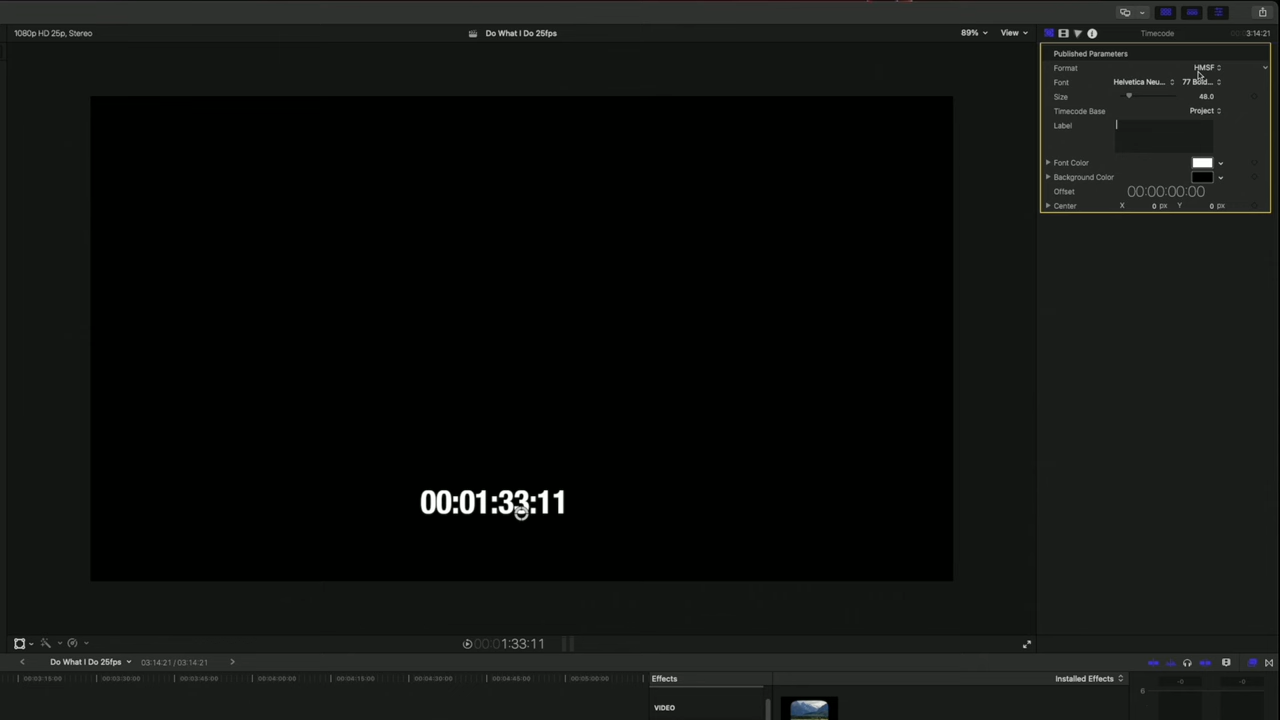 1080p HD 25p, Stereo
Do What I Do 25fps
89%
View
Timecode
3:14:21
Published Parameters
Format
HMSF
Font
Helvetica Neu...
77 Bold...
Size
48.0
Timecode Base
Project
Label
Font Color
Background Color
Offset
00:00:00:00
Center
X
0 px
Y
0 px
00:01:33:11
00:01:33:11
Do What I Do 25fps
03:14:21 / 03:14:21
00:03:15:00
00:03:30:00
00:03:45:00
00:04:00:00
00:04:15:00
00:04:30:00
00:04:45:00
00:05:00:00
Effects
Installed Effects
-0
-0
6
VIDEO